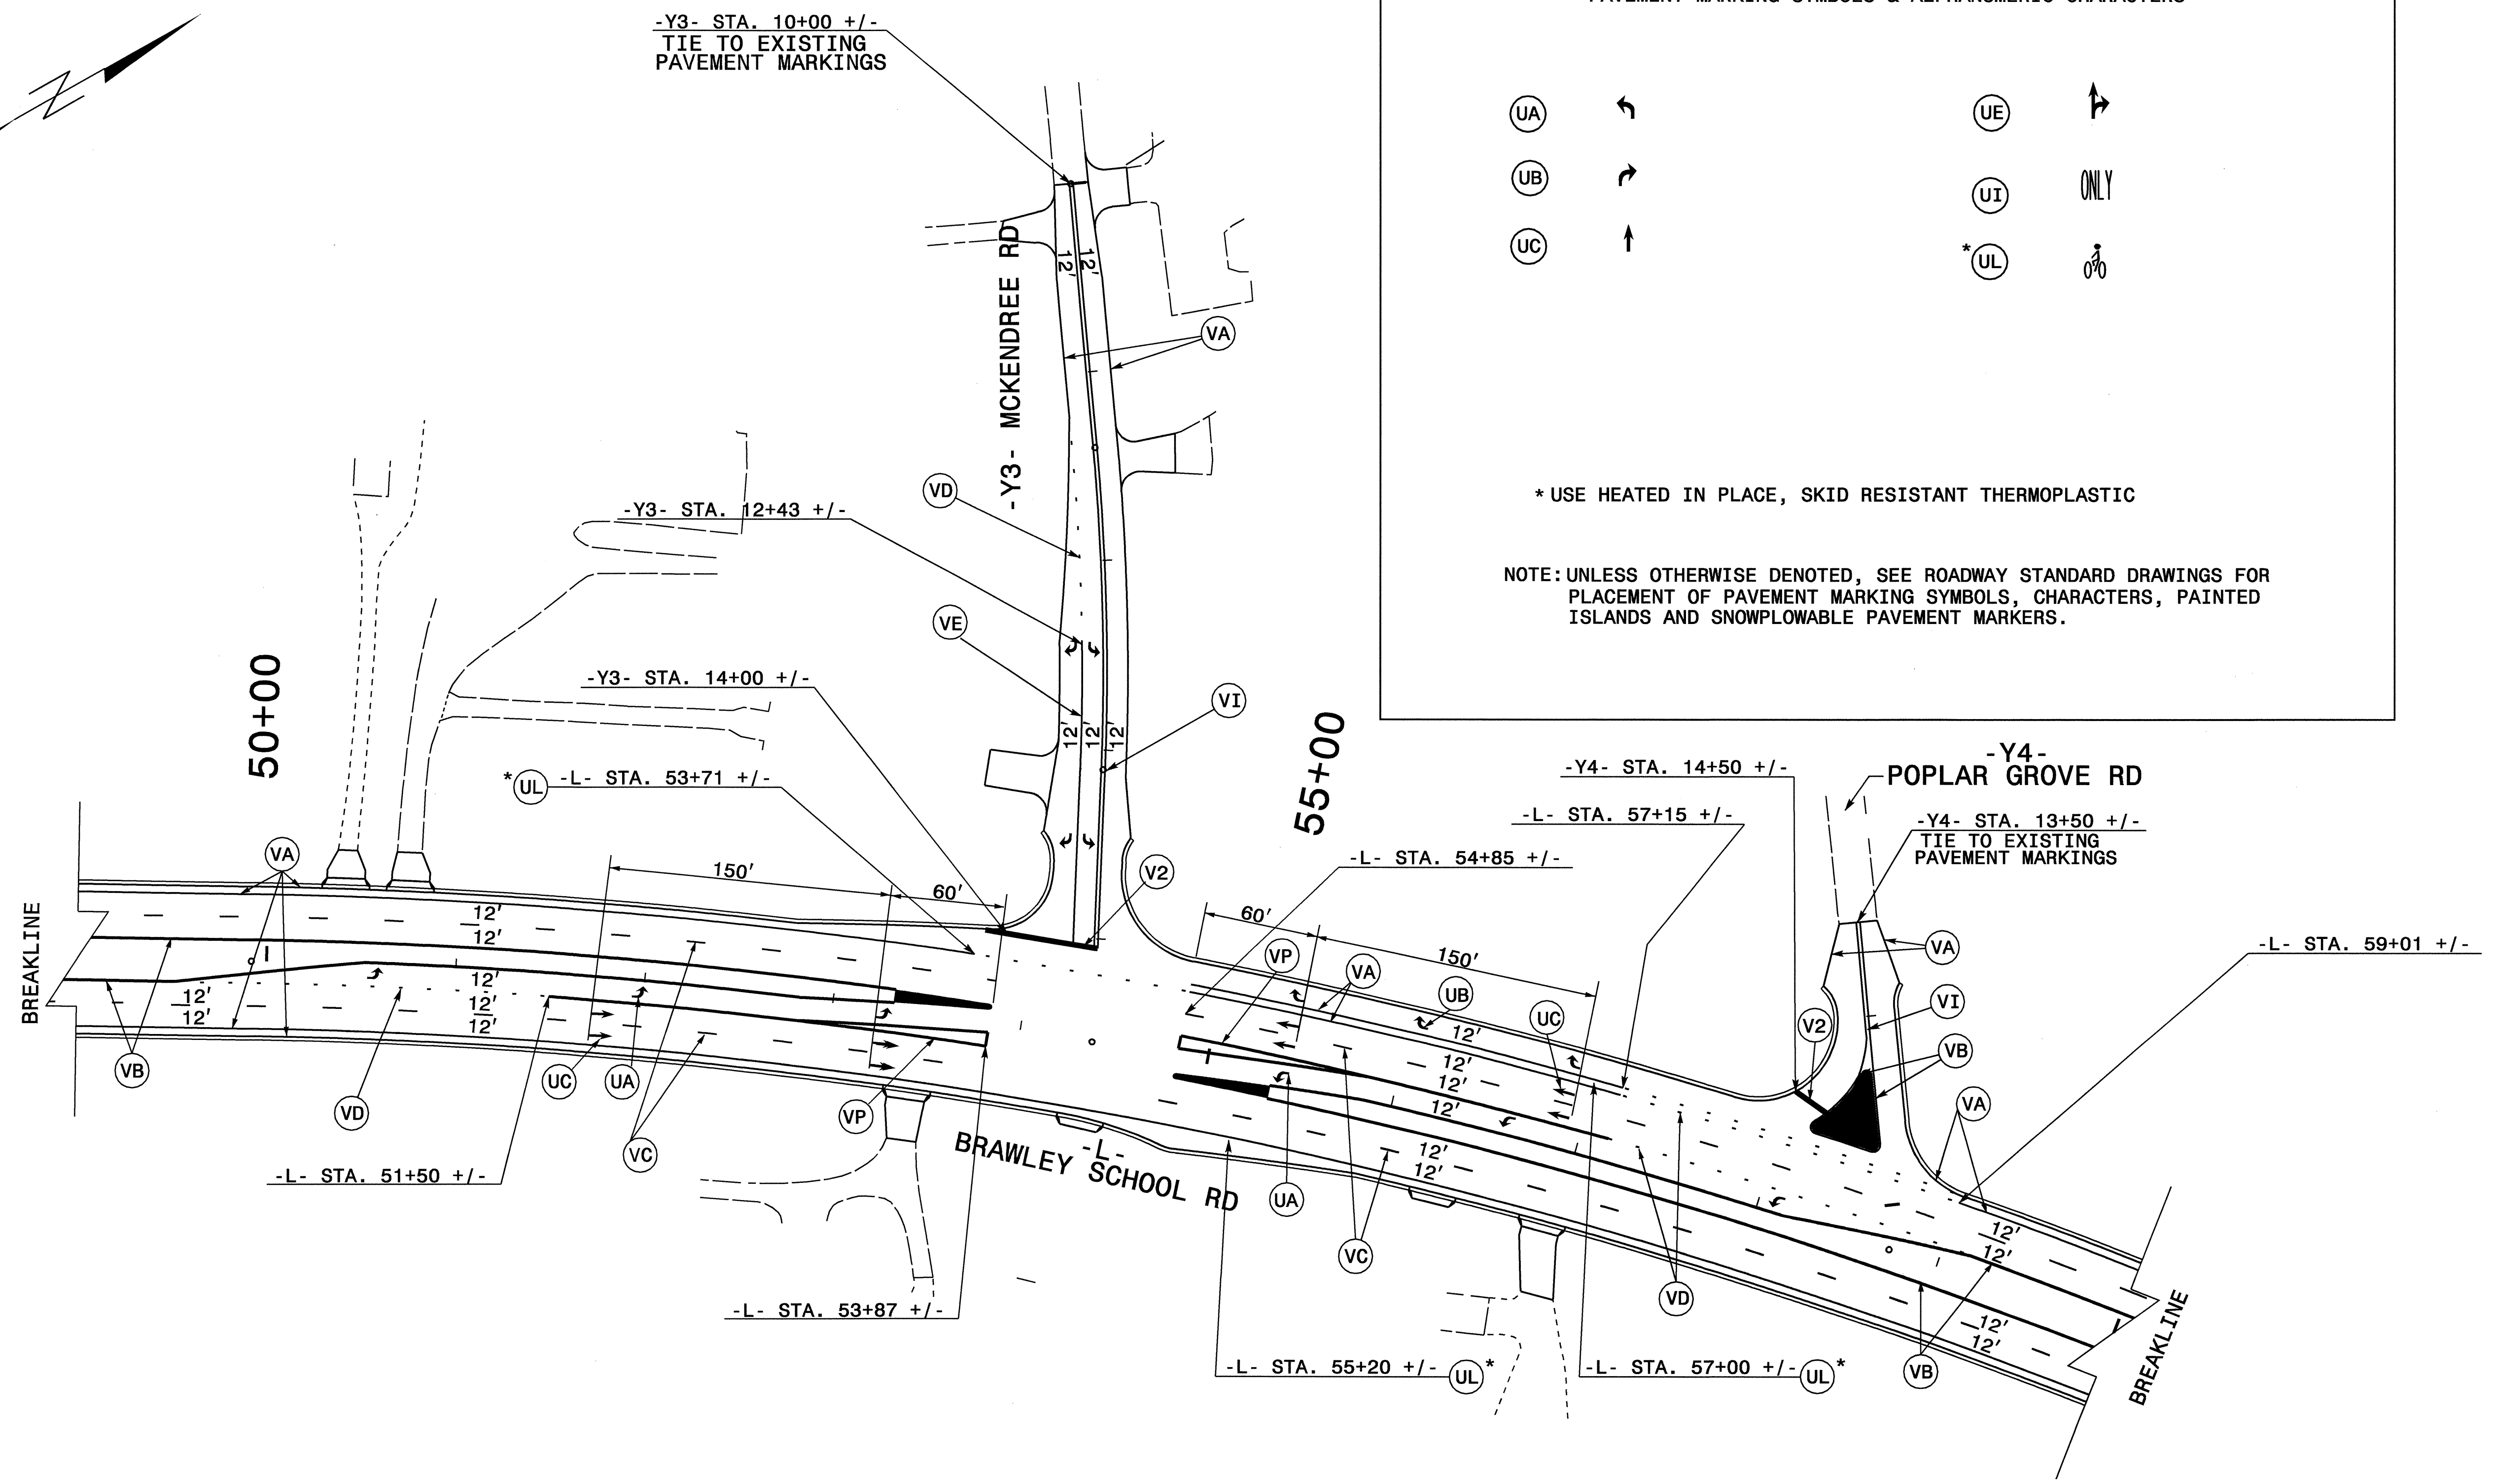 PAVEMENT MARKING SYMBOLS & ALPHANUMERIC CHARACTERS
UA
UE
UB
UI ONLY
UC
*UL
* USE HEATED IN PLACE, SKID RESISTANT THERMOPLASTIC
NOTE: UNLESS OTHERWISE DENOTED, SEE ROADWAY STANDARD DRAWINGS FOR
PLACEMENT OF PAVEMENT MARKING SYMBOLS, CHARACTERS, PAINTED
ISLANDS AND SNOWPLOWABLE PAVEMENT MARKERS.
-Y3- STA. 10+00 +/-
TIE TO EXISTING
PAVEMENT MARKINGS
-Y3- MCKENDREE RD
12'
12'
VA
VD
-Y3- STA. 12+43 +/-
VE
-Y3- STA. 14+00 +/-
VI
12'
12'
12'
50+00
55+00
* UL -L- STA. 53+71 +/-
V2
-Y4- STA. 14+50 +/-
-Y4-
POPLAR GROVE RD
-L- STA. 57+15 +/-
-Y4- STA. 13+50 +/-
TIE TO EXISTING
PAVEMENT MARKINGS
-L- STA. 54+85 +/-
-L- STA. 59+01 +/-
VA
150'
60'
60'
150'
BREAKLINE
12'
12'
12'
12'
12'
12'
12'
VP
VA
UB
UC
12'
12'
12'
12'
12'
12'
VA
VI
V2
VB
VA
VB
VD
UC
UA
VC
VP
-L- STA. 51+50 +/-
-L- STA. 53+87 +/-
-L-
BRAWLEY SCHOOL RD
UA
VC
VD
12'
12'
12'
12'
VB
BREAKLINE
-L- STA. 55+20 +/- UL *
-L- STA. 57+00 +/- UL *